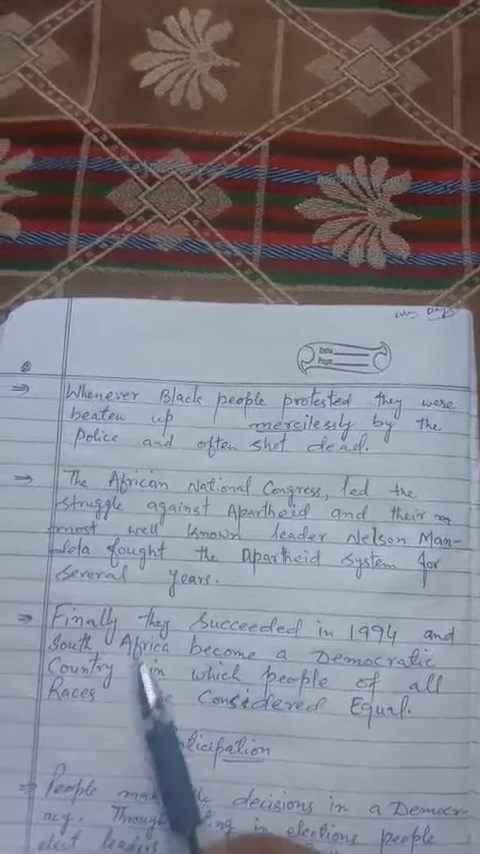 Date
Page
⇒ Whenever Black people protested they were
beaten up mercilessly by the
police and often shot dead.
⇒ The African National Congress, led the
struggle against Apartheid and their
most well known leader Nelson Man-
dela fought the apartheid system for
several years.
⇒ Finally they Succeeded in 1994 and
South Africa become a Democratic
Country in which people of all
Races Considered Equal.
⇒ People decisions in a Democr-
acy. in elections people
elect leaders